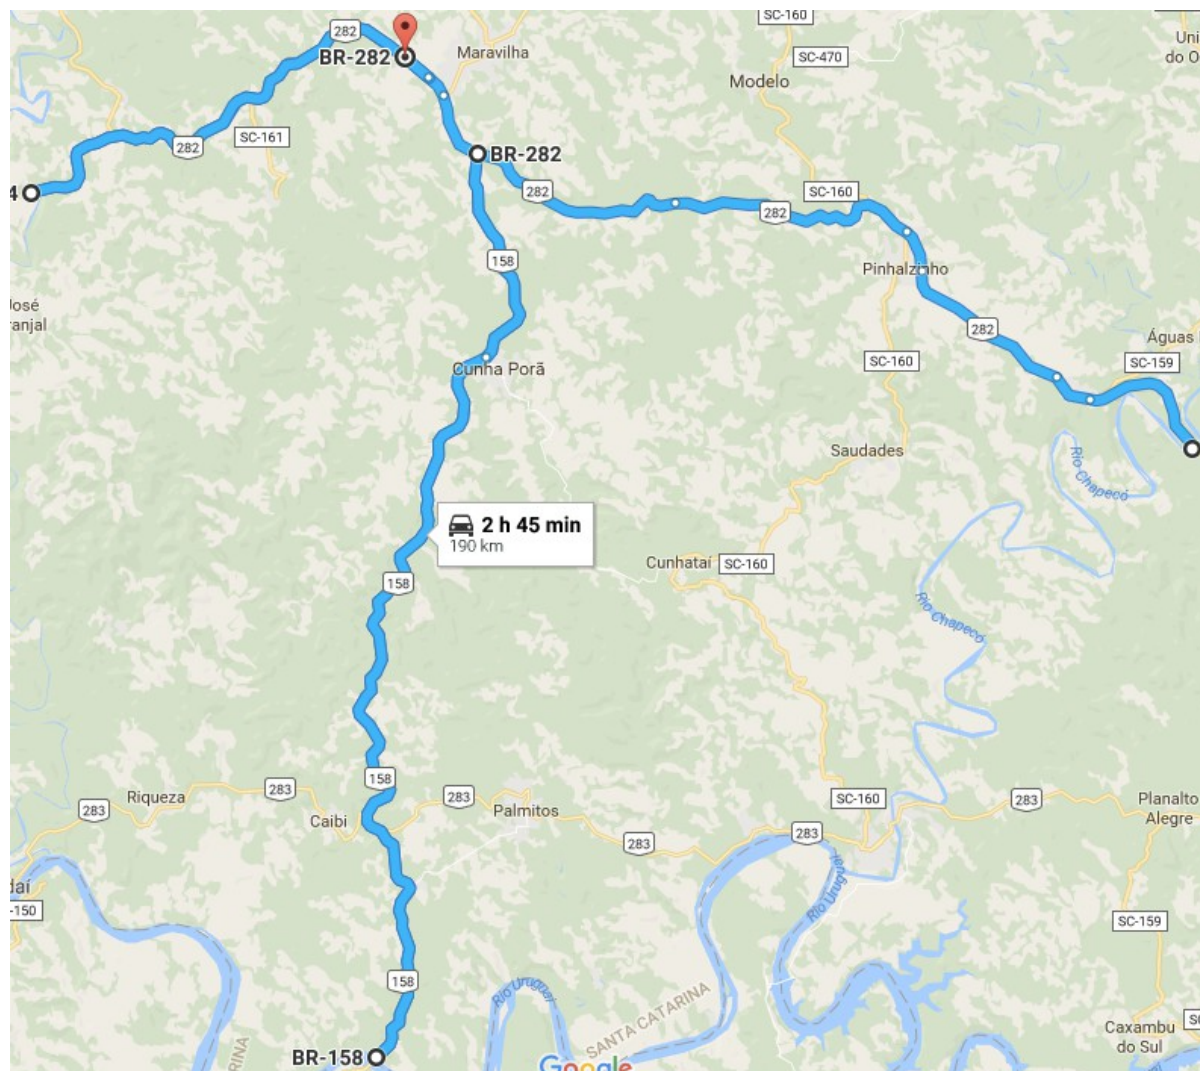 SC-160
282
Uni
do O
BR-282
Maravilha
SC-470
Modelo
282
SC-161
BR-282
4
282
SC-160
282
158
Pinhalzinho
José
ranjal
282
Águas
SC-159
Cunha Porã
SC-160
Saudades
Rio Chapecó
2 h 45 min
190 km
Cunhataí
SC-160
158
Rio Chapecó
158
283
Riqueza
283
283
Palmitos
SC-160
283
Planalto
Alegre
Caibi
283
283
Rio Uruguai
daí
-150
SC-159
158
Rio Uruguai
SANTA CATARINA
Caxambu
do Sul
BR-158
Google